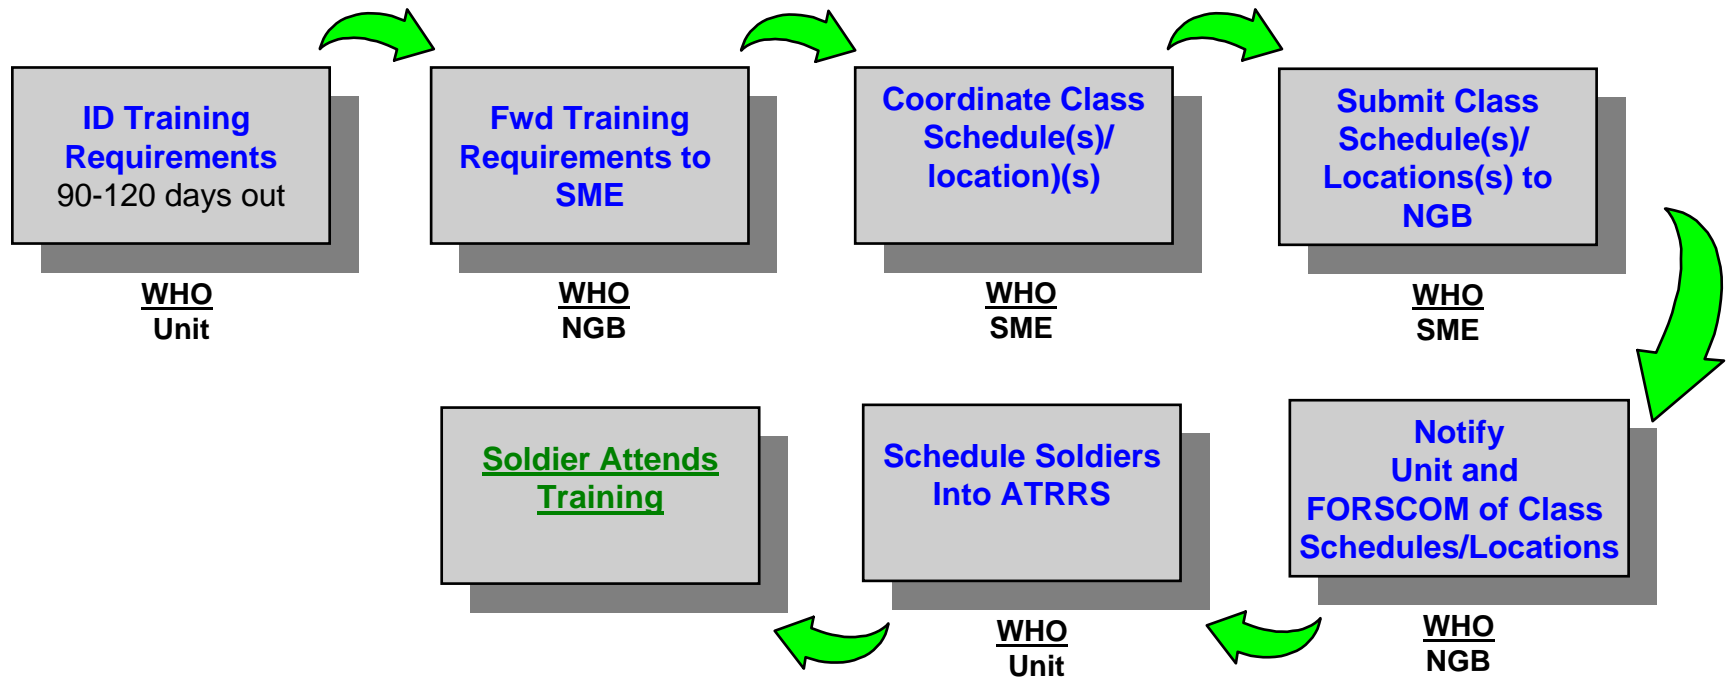 ID Training
Requirements
90-120 days out
WHO
Unit
Fwd Training
Requirements to
SME
WHO
NGB
Coordinate Class
Schedule(s)/
location)(s)
WHO
SME
Submit Class
Schedule(s)/
Locations(s) to
NGB
WHO
SME
Notify
Unit and
FORSCOM of Class
Schedules/Locations
WHO
NGB
Schedule Soldiers
Into ATRRS
WHO
Unit
Soldier Attends
Training